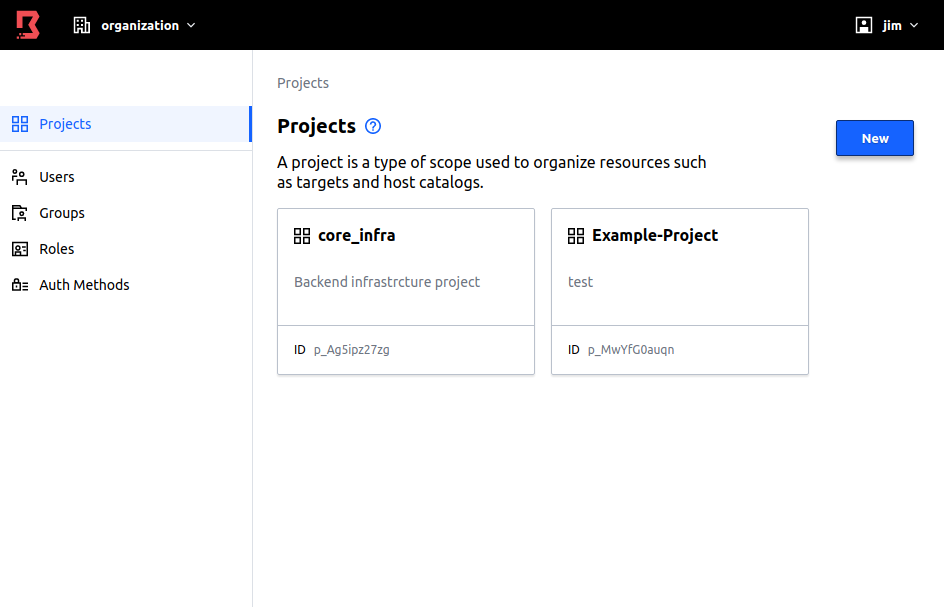 organization
jim
Projects
Users
Groups
Roles
Auth Methods
Projects
Projects
New
A project is a type of scope used to organize resources such
as targets and host catalogs.
core_infra
Backend infrastrcture project
ID p_Ag5ipz27zg
Example-Project
test
ID p_MwYfG0auqn